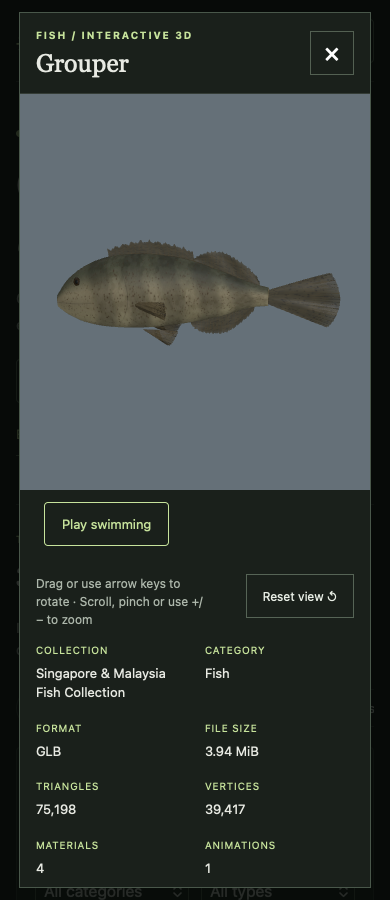 FISH / INTERACTIVE 3D
Grouper
×
Play swimming
Drag or use arrow keys to
rotate · Scroll, pinch or use +/
− to zoom
Reset view ↺
COLLECTION
Singapore & Malaysia
Fish Collection
CATEGORY
Fish
FORMAT
GLB
FILE SIZE
3.94 MiB
TRIANGLES
75,198
VERTICES
39,417
MATERIALS
4
ANIMATIONS
1
All categories
All types